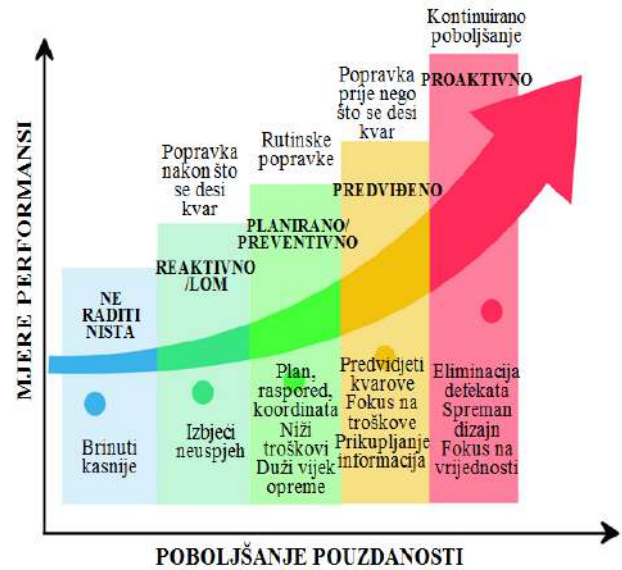 MJERE PERFORMANSI
NE
RADITI
NISTA
Brinuti
kasnije
Popravka
nakon što
se desi
kvar
REAKTIVNO
/LOM
Izbjeći
neuspjeh
Rutinske
popravke
PLANIRANO/
PREVENTIVNO
Plan,
raspored,
koordinata
Niži
troškovi
Duži vijek
opreme
Popravka
prije nego
što se desi
kvar
PREDVIĐENO
Predvidjeti
kvarove
Fokus na
troškove
Prikupljanje
informacija
Kontinuirano
poboljšanje
PROAKTIVNO
Eliminacija
defekata
Spreman
dizajn
Fokus na
vrijednosti
POBOLJŠANJE POUZDANOSTI